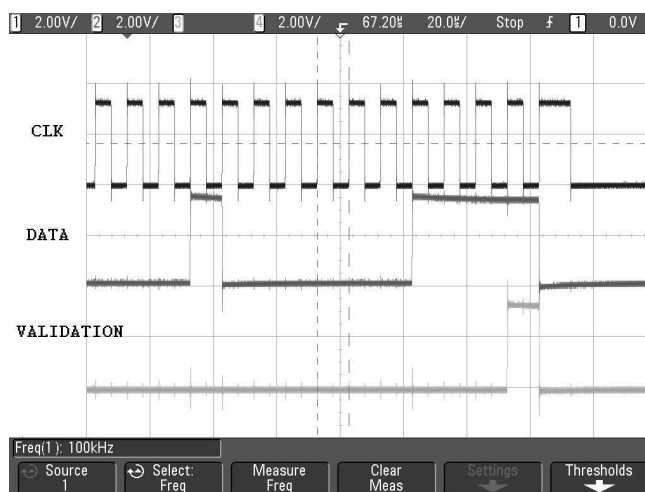 1 2.00V/ 2 2.00V/ 3 4 2.00V/ 67.20us 20.0us/ Stop 1 0.0V
CLK
DATA
VALIDATION
Freq(1): 100kHz
Source Select: Measure Clear Settings Thresholds
1 Freq Freq Meas